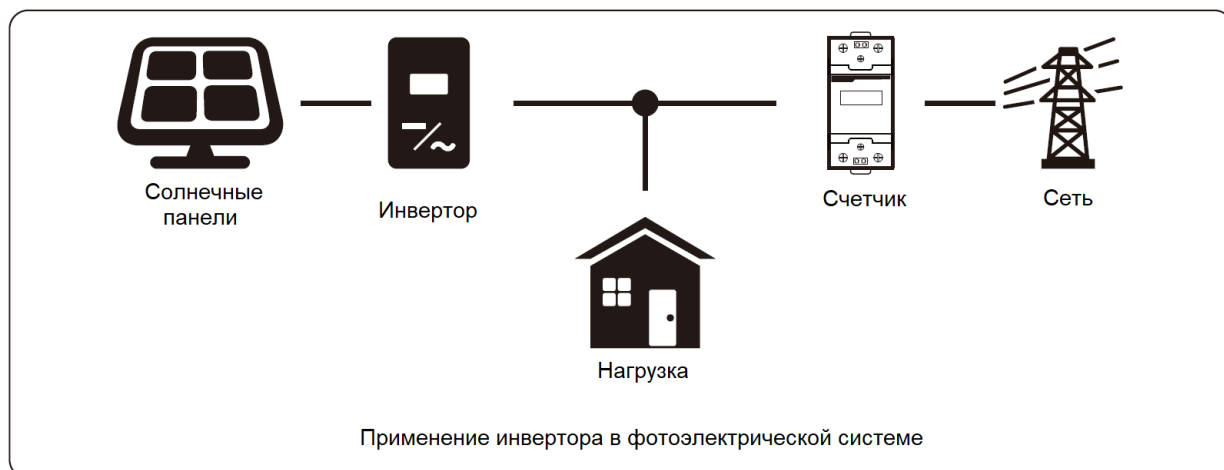 Солнечные
панели
Инвертор
Счетчик
Сеть
Нагрузка
Применение инвертора в фотоэлектрической системе